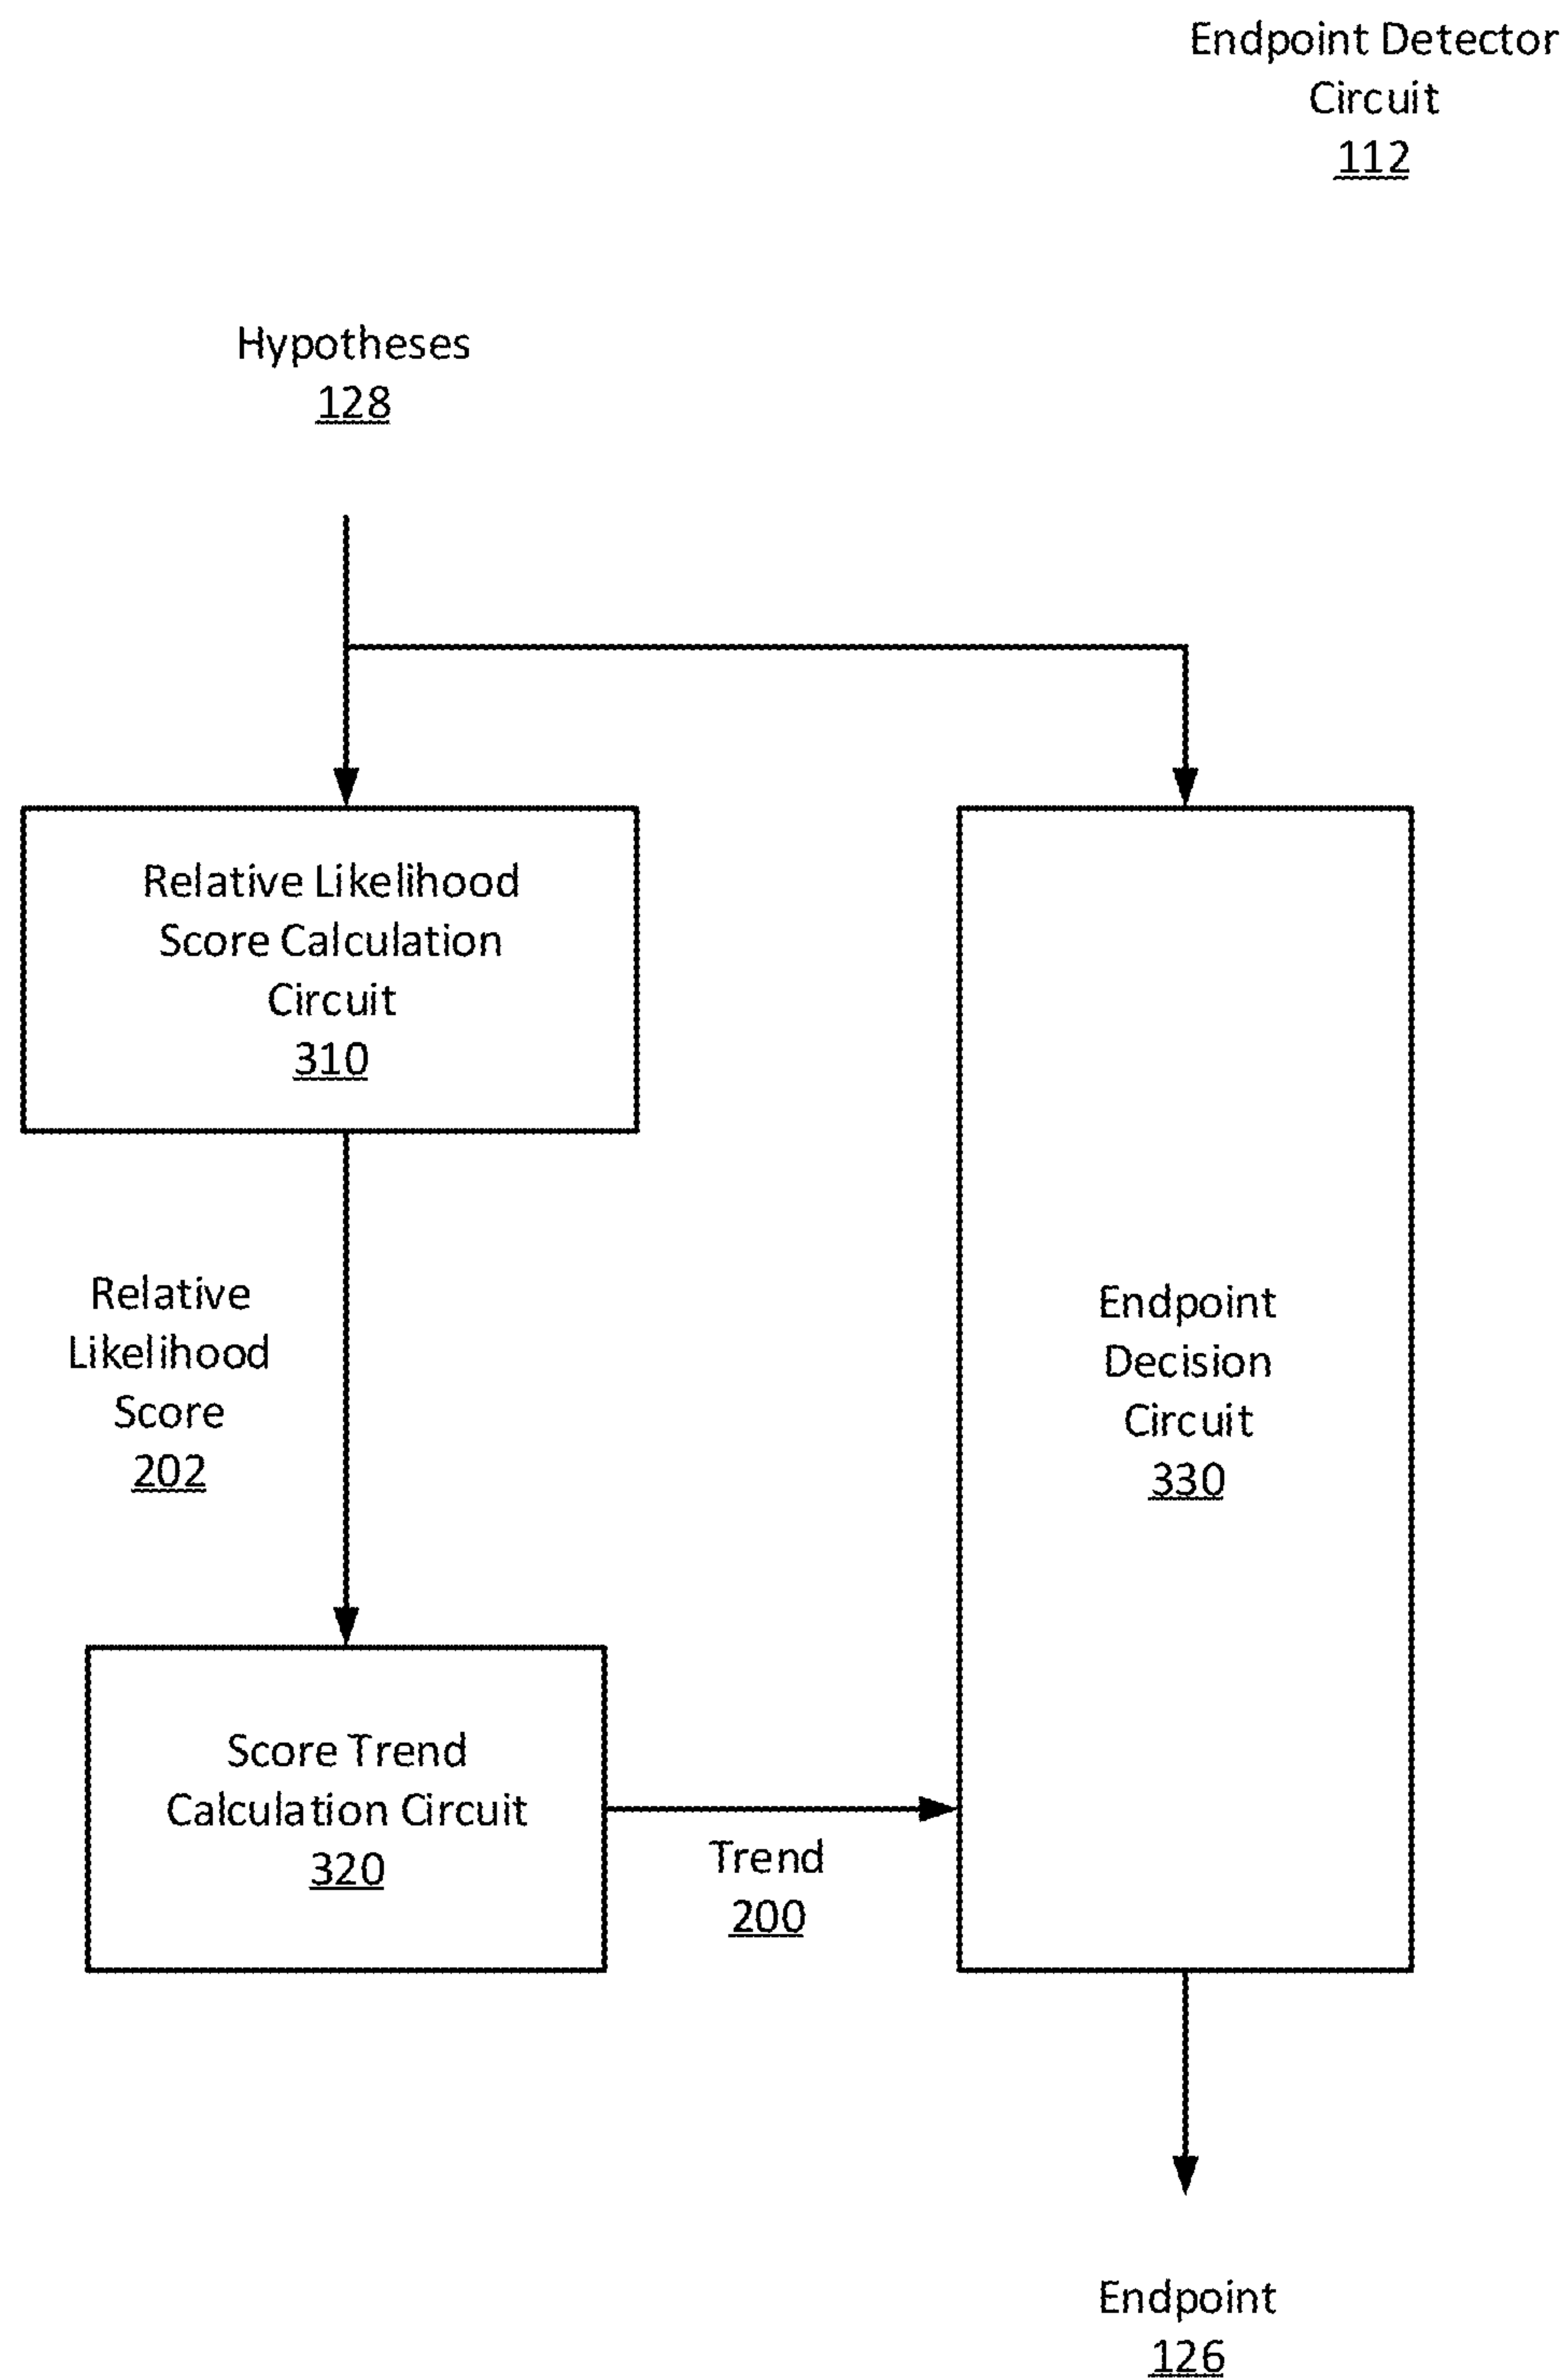 Endpoint Detector
Circuit
112
Hypotheses
128
Relative Likelihood
Score Calculation
Circuit
310
Relative
Likelihood
Score
202
Endpoint
Decision
Circuit
330
Score Trend
Calculation Circuit
320
Trend
200
Endpoint
126